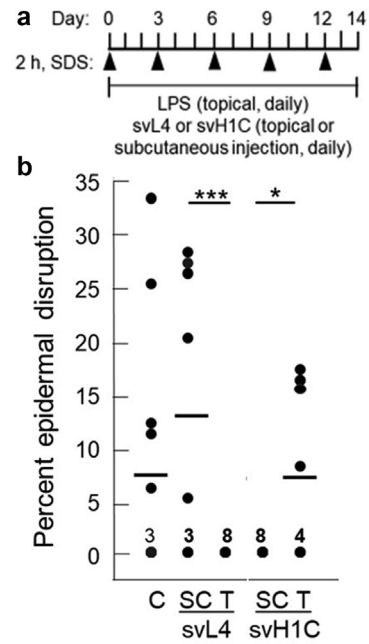 a
Day: 0 3 6 9 12 14
2 h, SDS:
LPS (topical, daily)
svL4 or svH1C (topical or
subcutaneous injection, daily)
b
Percent epidermal disruption
35
30
25
20
15
10
5
0
*** *
3 3 8 8 4
C SC T SC T
svL4 svH1C